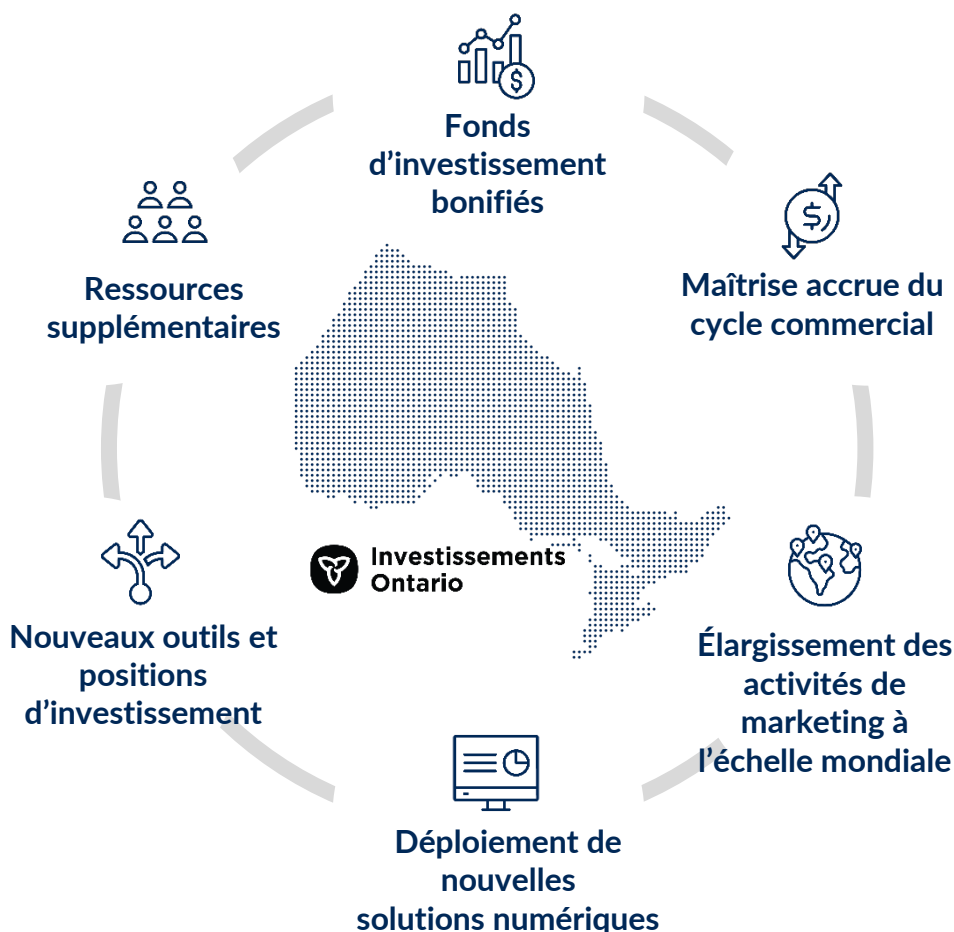 Fonds
d’investissement
bonifiés
Maîtrise accrue du
cycle commercial
Élargissement des
activités de
marketing à
l’échelle mondiale
Déploiement de
nouvelles
solutions numériques
Nouveaux outils et
positions
d’investissement
Ressources
supplémentaires
Investissements
Ontario